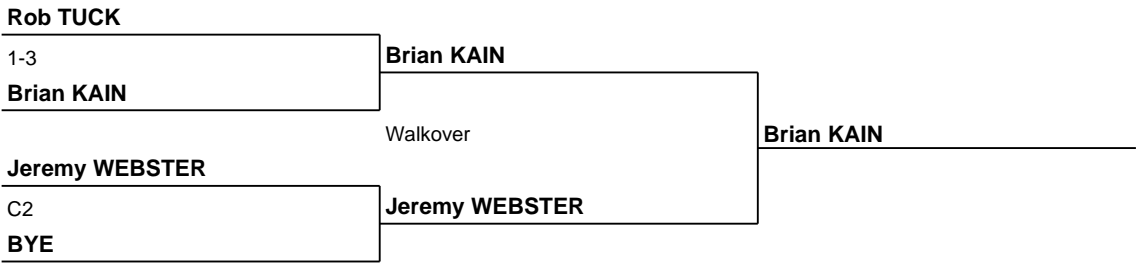 Rob TUCK
1-3
Brian KAIN
Brian KAIN
Walkover
Brian KAIN
Jeremy WEBSTER
C2
Jeremy WEBSTER
BYE